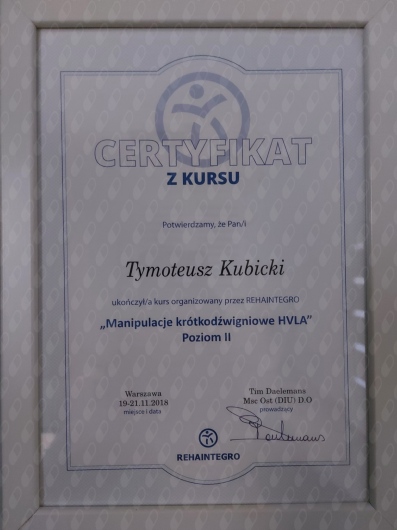 CERTYFIKAT
Z KURSU
Potwierdzamy, że Pan/i
Tymoteusz Kubicki
ukończył/a kurs organizowany przez REHAINTEGRO
„Manipulacje krótkodźwigniowe HVLA”
Poziom II
Warszawa
19-21.11.2018
miejsce i data
Tim Daelemans
Msc Ost (DIU) D.O
prowadzący
REHAINTEGRO